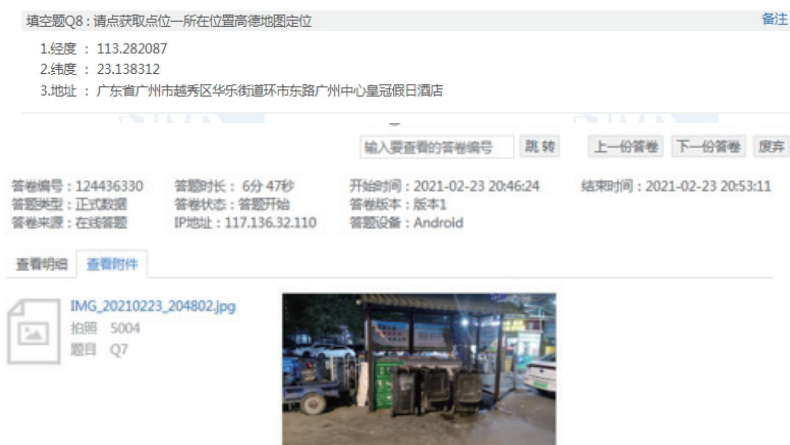 填空题Q8：请点获取点位一所在位置高德地图定位 备注
1.经度 ： 113.282087
2.纬度 ： 23.138312
3.地址 ： 广东省广州市越秀区华乐街道环市东路广州中心皇冠假日酒店
输入要查看的答卷编号 跳 转 上一份答卷 下一份答卷 废弃
答卷编号：124436330 答题时长： 6分 47秒 开始时间：2021-02-23 20:46:24 结束时间：2021-02-23 20:53:11
答题类型：正式数据 答卷状态：答题开始 答卷版本：版本1
答卷来源：在线答题 IP地址：117.136.32.110 答题设备：Android
查看明细 查看附件
IMG_20210223_204802.jpg
拍照 5004
题目 Q7